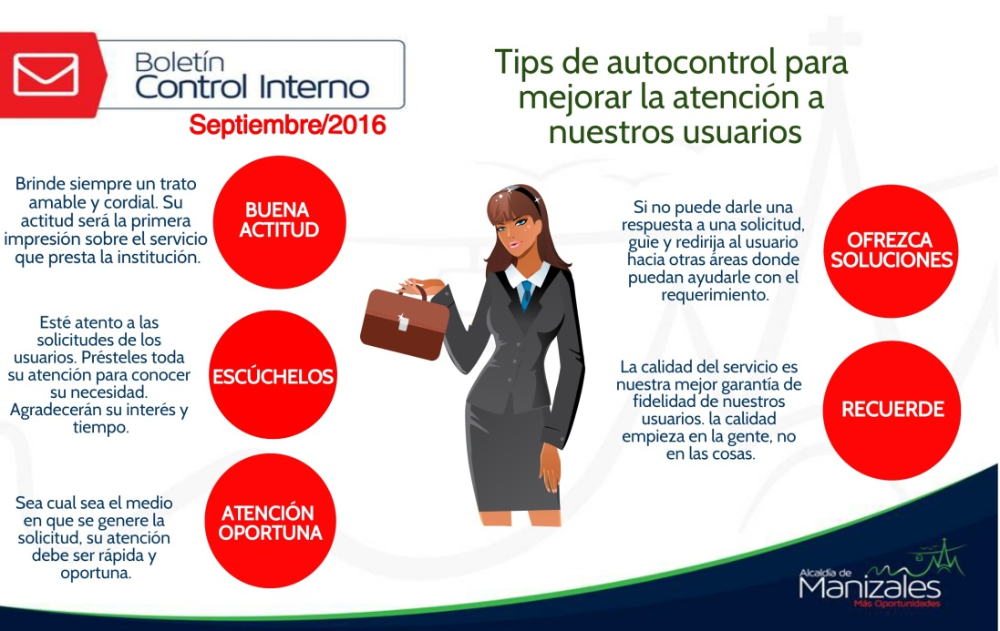 Boletín
Control Interno
Septiembre/2016
Tips de autocontrol para
mejorar la atención a
nuestros usuarios
Brinde siempre un trato
amable y cordial. Su
actitud será la primera
impresión sobre el servicio
que presta la institución.
BUENA
ACTITUD
Esté atento a las
solicitudes de los
usuarios. Présteles toda
su atención para conocer
su necesidad.
Agradecerán su interés y
tiempo.
ESCÚCHELOS
Sea cual sea el medio
en que se genere la
solicitud, su atención
debe ser rápida y
oportuna.
ATENCIÓN
OPORTUNA
Si no puede darle una
respuesta a una solicitud,
guie y redirija al usuario
hacia otras áreas donde
puedan ayudarle con el
requerimiento.
OFREZCA
SOLUCIONES
La calidad del servicio es
nuestra mejor garantía de
fidelidad de nuestros
usuarios. la calidad
empieza en la gente, no
en las cosas.
RECUERDE
Alcaldía de
Manizales
Más Oportunidades